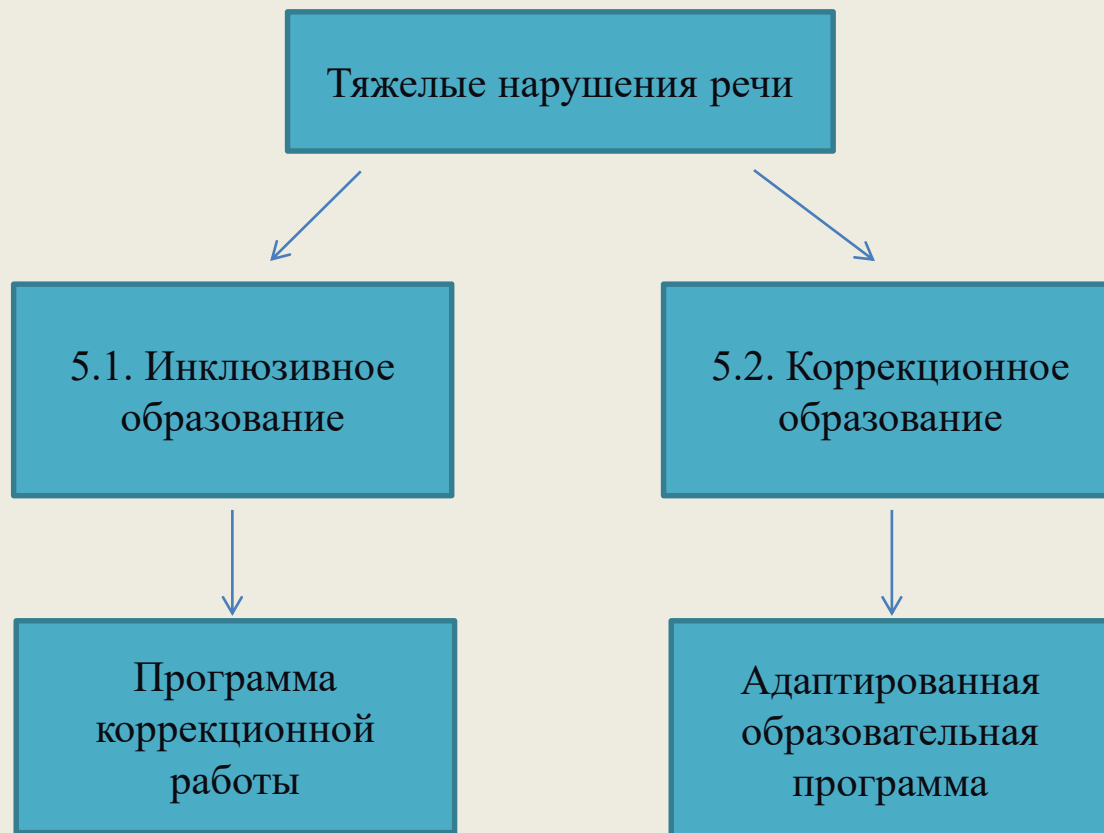 Тяжелые нарушения речи
5.1. Инклюзивное
образование
5.2. Коррекционное
образование
Программа
коррекционной
работы
Адаптированная
образовательная
программа